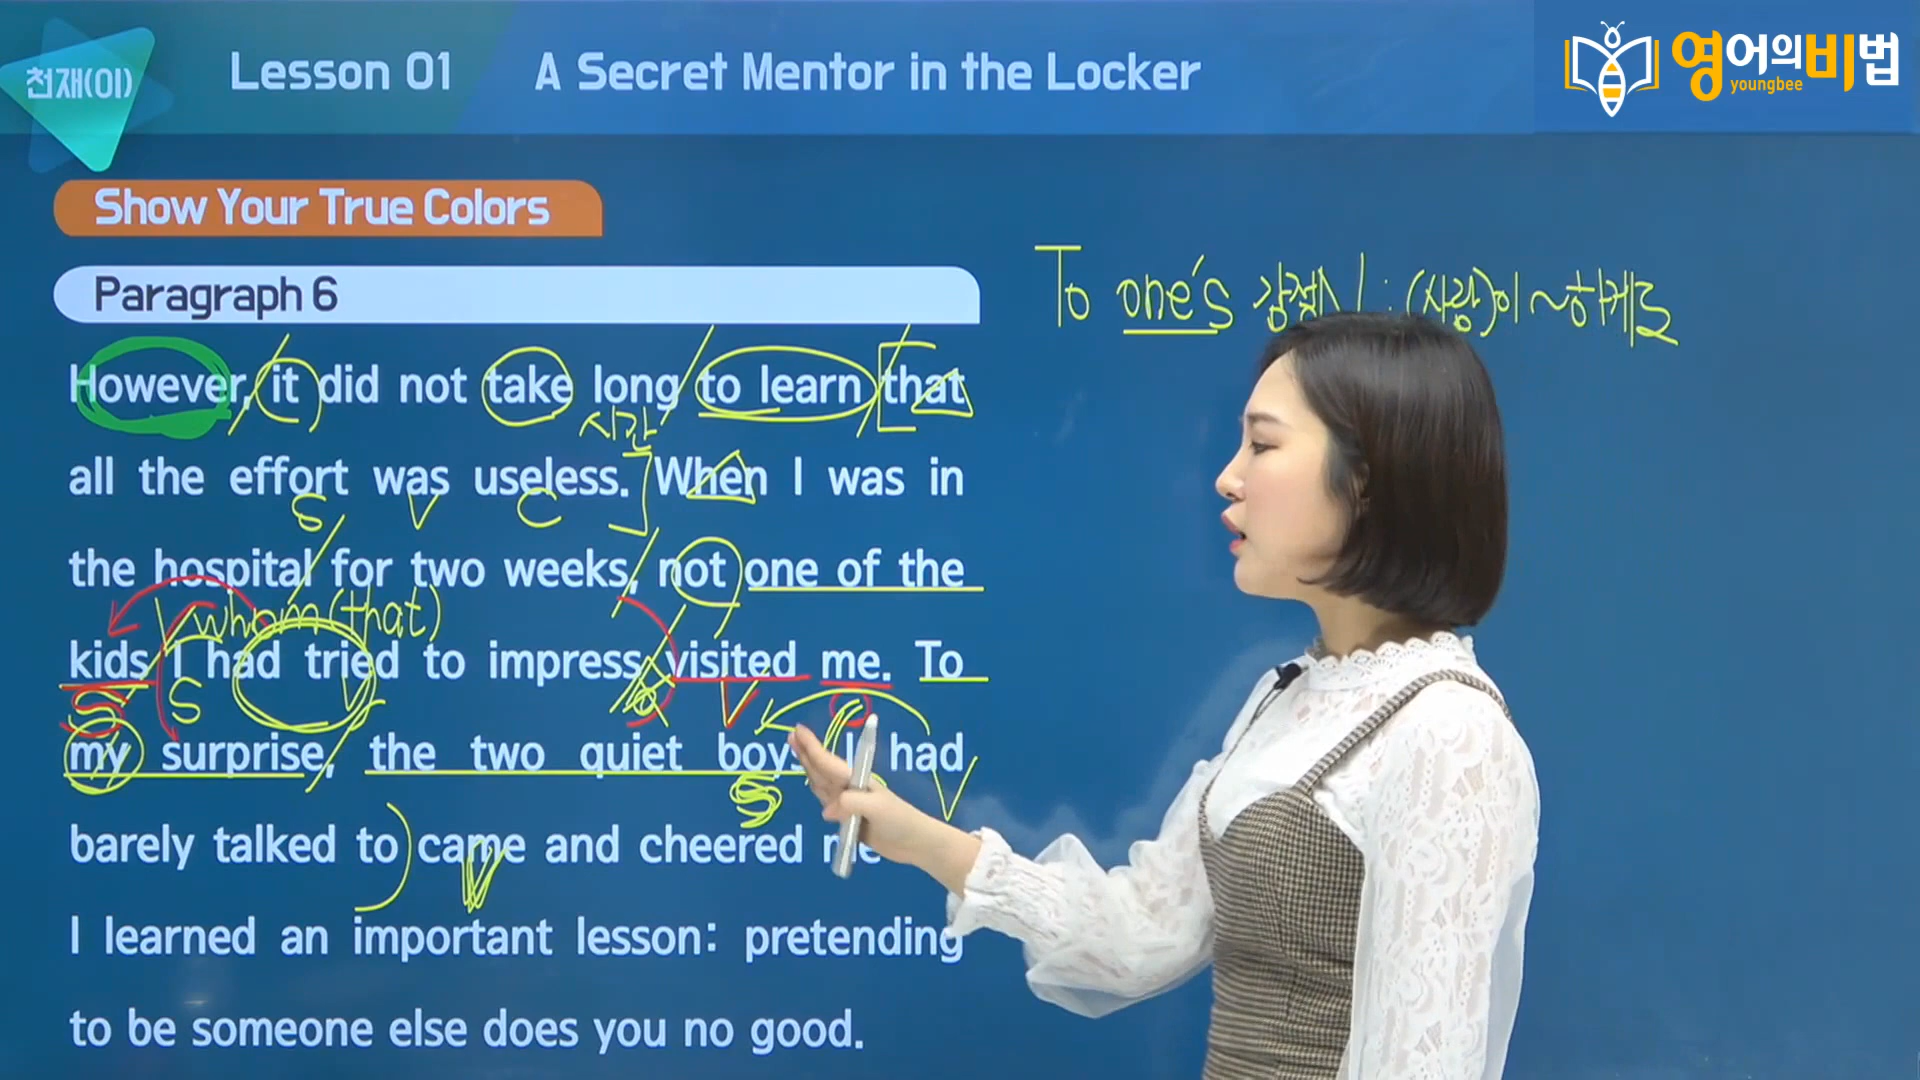 천재(이)
Lesson 01 A Secret Mentor in the Locker
영어의비법
youngbee
Show Your True Colors
Paragraph 6
To one's 감정N : (사람)이 ~하게도
However, it did not take long to learn that
시간
all the effort was useless. When I was in
S V C
the hospital for two weeks, not one of the
whom(that)
kids I had tried to impress visited me. To
S S V V
my surprise, the two quiet boys I had
S V
barely talked to came and cheered me
V
I learned an important lesson: pretending
to be someone else does you no good.